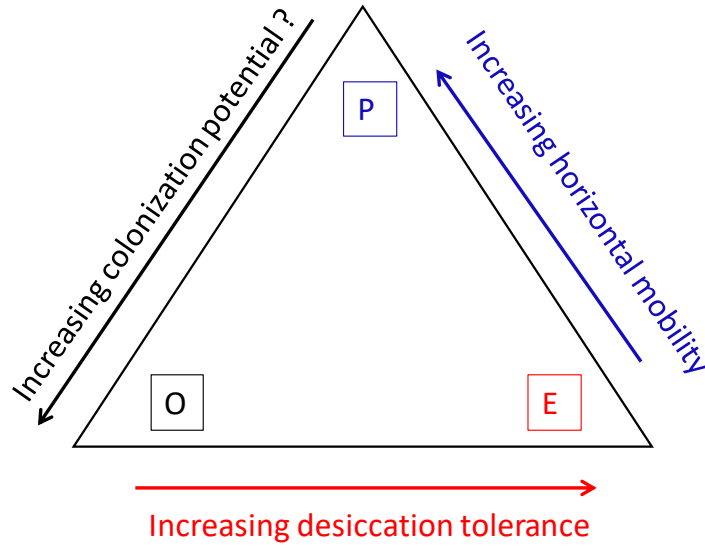 Increasing colonization potential ?
Increasing horizontal mobility
P
O
E
Increasing desiccation tolerance